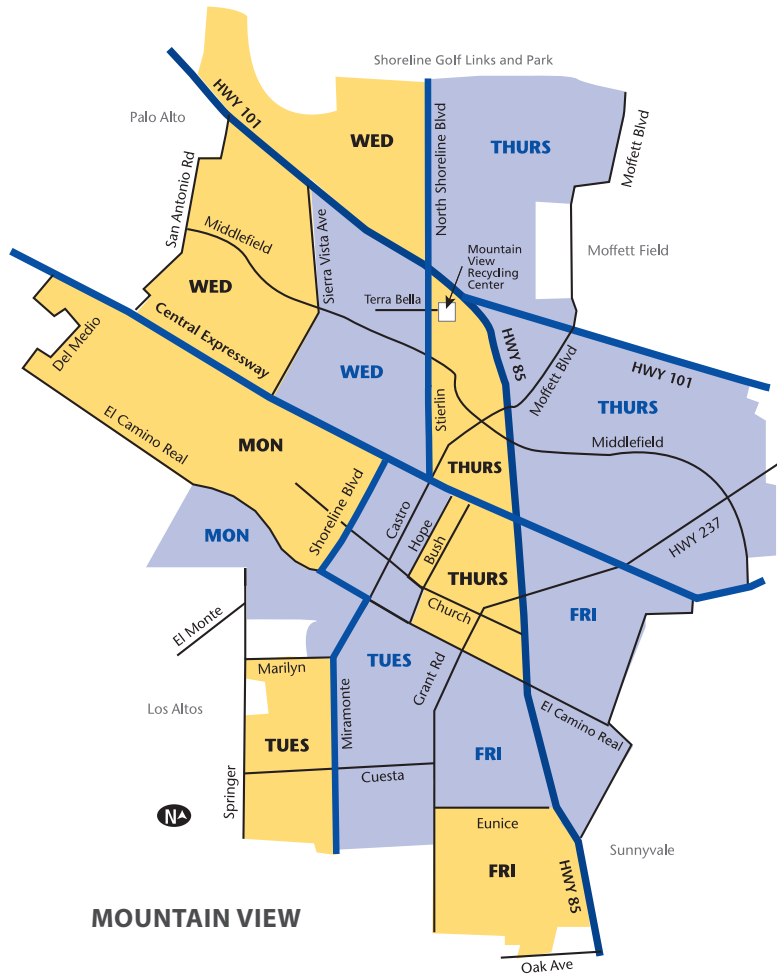 Shoreline Golf Links and Park
HWY 101
Palo Alto
WED
THURS
Moffett Blvd
North Shoreline Blvd
San Antonio Rd
Middlefield
Sierra Vista Ave
Mountain
View
Recycling
Center
Moffett Field
WED
Terra Bella
Central Expressway
Del Medio
HWY 85
Moffett Blvd
HWY 101
WED
THURS
El Camino Real
Stierlin
Middlefield
MON
THURS
Shoreline Blvd
Castro
Hope
Bush
HWY 237
MON
THURS
Church
FRI
El Monte
TUES
Marilyn
Grant Rd
Los Altos
Miramonte
El Camino Real
TUES
FRI
Springer
Cuesta
N
Eunice
Sunnyvale
FRI
HWY 85
MOUNTAIN VIEW
Oak Ave